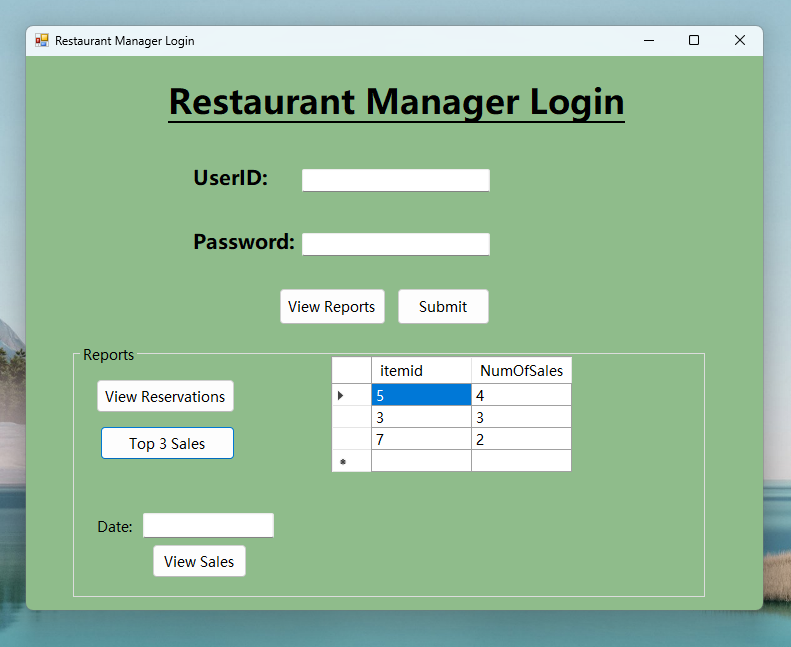 Restaurant Manager Login
Restaurant Manager Login
UserID:
Password:
View Reports Submit
Reports
itemid NumOfSales
View Reservations
5 4
3 3
Top 3 Sales
7 2
Date:
View Sales